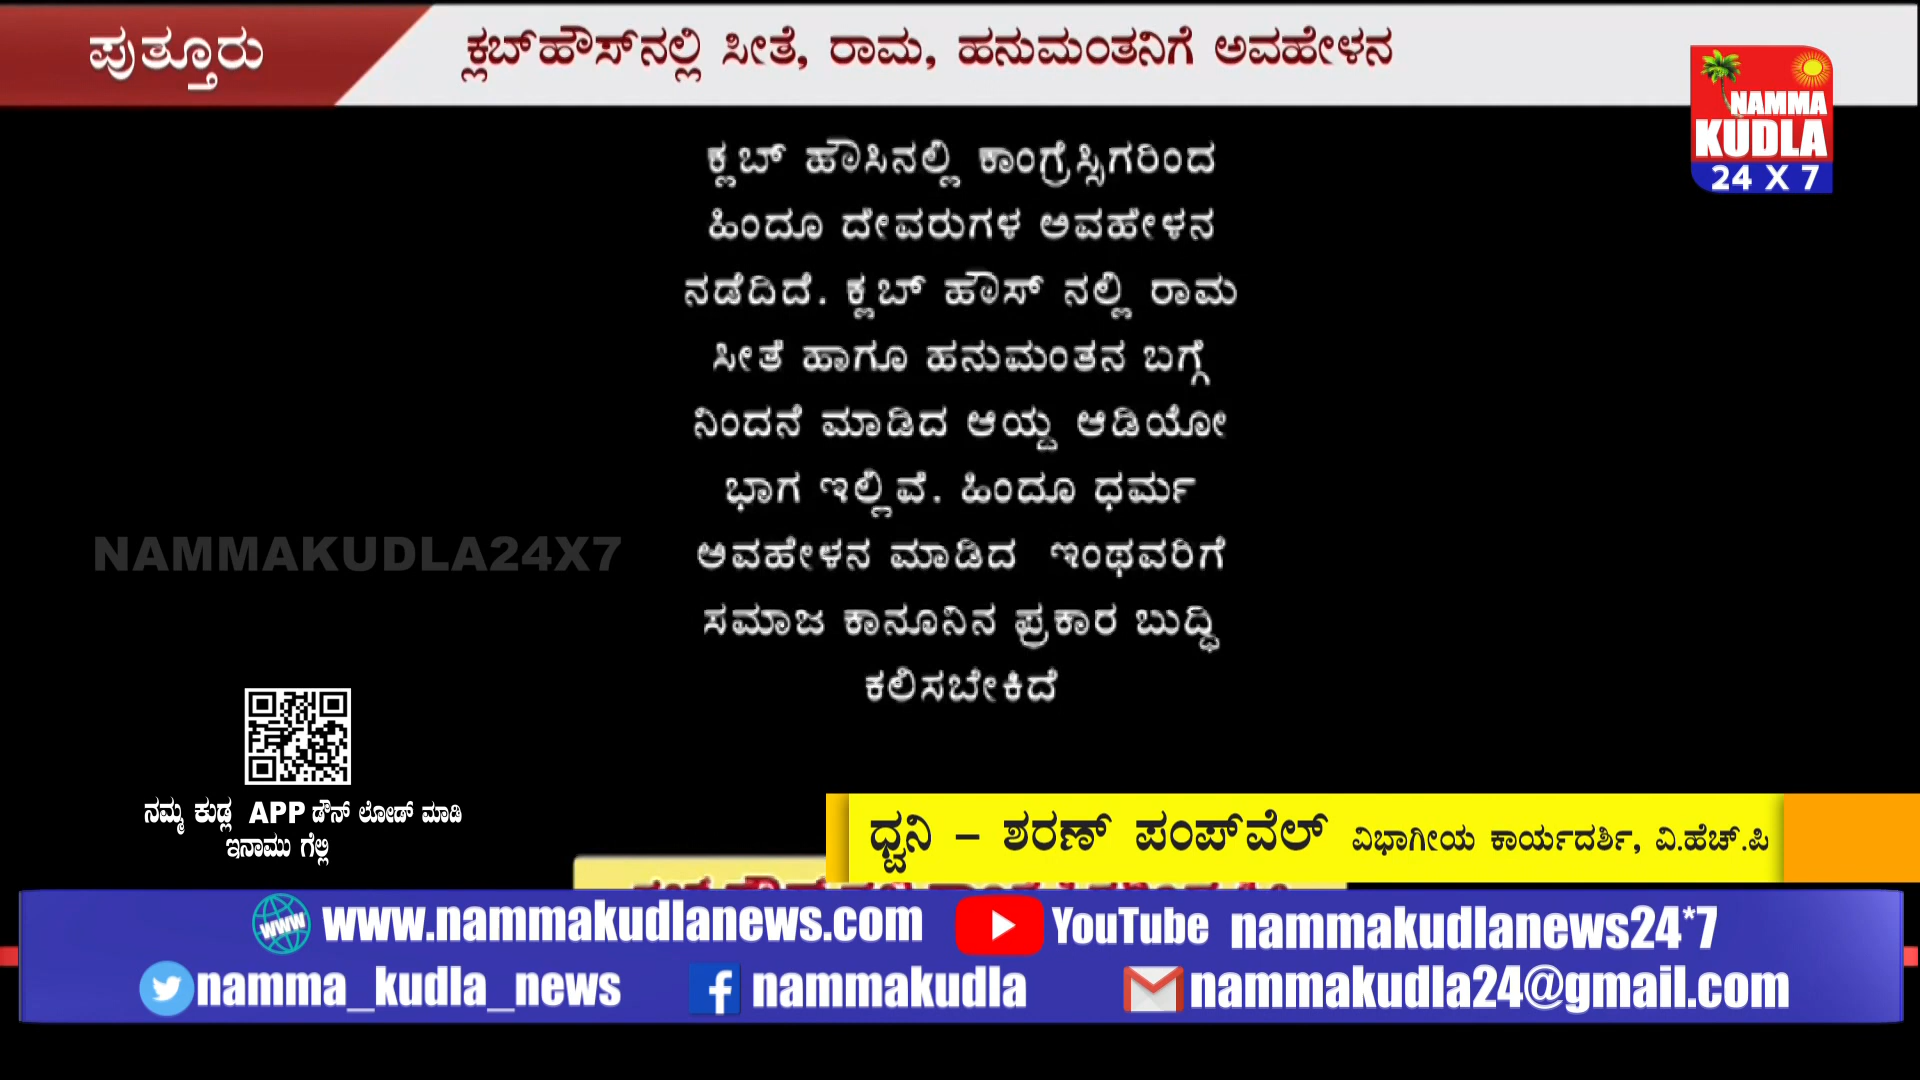 ಪುತ್ತೂರು
ಕ್ಲಬ್‌ಹೌಸ್‌ನಲ್ಲಿ ಸೀತೆ, ರಾಮ, ಹನುಮಂತನಿಗೆ ಅವಹೇಳನ
NAMMA
KUDLA
24 X 7
ಕ್ಲಬ್ ಹೌಸಿನಲ್ಲಿ ಕಾಂಗ್ರೆಸ್ಸಿಗರಿಂದ
ಹಿಂದೂ ದೇವರುಗಳ ಅವಹೇಳನ
ನಡೆದಿದೆ. ಕ್ಲಬ್ ಹೌಸ್ ನಲ್ಲಿ ರಾಮ
ಸೀತೆ ಹಾಗೂ ಹನುಮಂತನ ಬಗ್ಗೆ
ನಿಂದನೆ ಮಾಡಿದ ಆಯ್ದ ಆಡಿಯೋ
ಭಾಗ ಇಲ್ಲಿವೆ. ಹಿಂದೂ ಧರ್ಮ
ಅವಹೇಳನ ಮಾಡಿದ ಇಂಥವರಿಗೆ
ಸಮಾಜ ಕಾನೂನಿನ ಪ್ರಕಾರ ಬುದ್ಧಿ
ಕಲಿಸಬೇಕಿದೆ
NAMMAKUDLA24X7
ನಮ್ಮ ಕುಡ್ಲ APP ಡೌನ್ ಲೋಡ್ ಮಾಡಿ
ಇನಾಮು ಗೆಲ್ಲಿ
ಧ್ವನಿ – ಶರಣ್ ಪಂಪ್‌ವೆಲ್ ವಿಭಾಗೀಯ ಕಾರ್ಯದರ್ಶಿ, ವಿ.ಹೆಚ್.ಪಿ
www www.nammakudlanews.com YouTube nammakudlanews24*7
namma_kudla_news f nammakudla nammakudla24@gmail.com